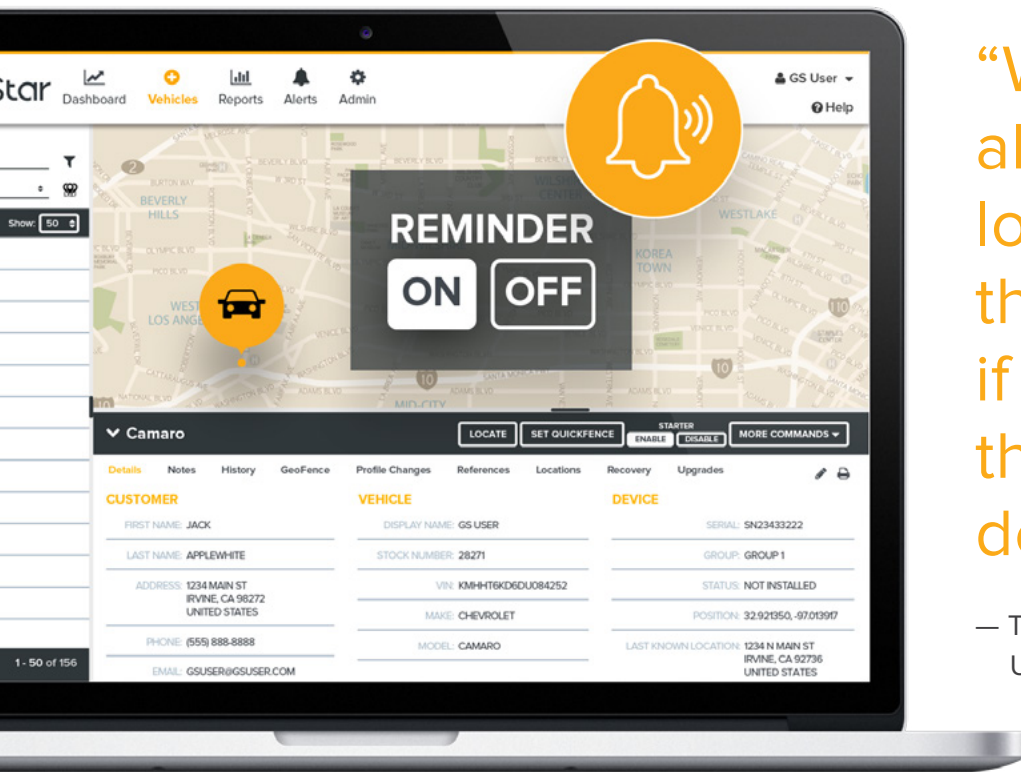 Star
Dashboard
Vehicles
Reports
Alerts
Admin
GS User
Help
Show: 50
BEVERLY
HILLS
WESTLAKE
KOREA
TOWN
MID-CITY
REMINDER
ON OFF
Camaro
LOCATE
SET QUICKFENCE
STARTER
ENABLE DISABLE
MORE COMMANDS
Details Notes History GeoFence Profile Changes References Locations Recovery Upgrades
CUSTOMER
FIRST NAME: JACK
LAST NAME: APPLEWHITE
ADDRESS: 1234 MAIN ST
IRVINE, CA 98272
UNITED STATES
PHONE: (555) 888-8888
EMAIL: GSUSER@GSUSER.COM
VEHICLE
DISPLAY NAME: GS USER
STOCK NUMBER: 28271
VIN: KMHHT6KD6DU084252
MAKE: CHEVROLET
MODEL: CAMARO
DEVICE
SERIAL: SN23433222
GROUP: GROUP 1
STATUS: NOT INSTALLED
POSITION: 32.921350, -97.013917
LAST KNOWN LOCATION: 1234 N MAIN ST
IRVINE, CA 92736
UNITED STATES
1 - 50 of 156
if